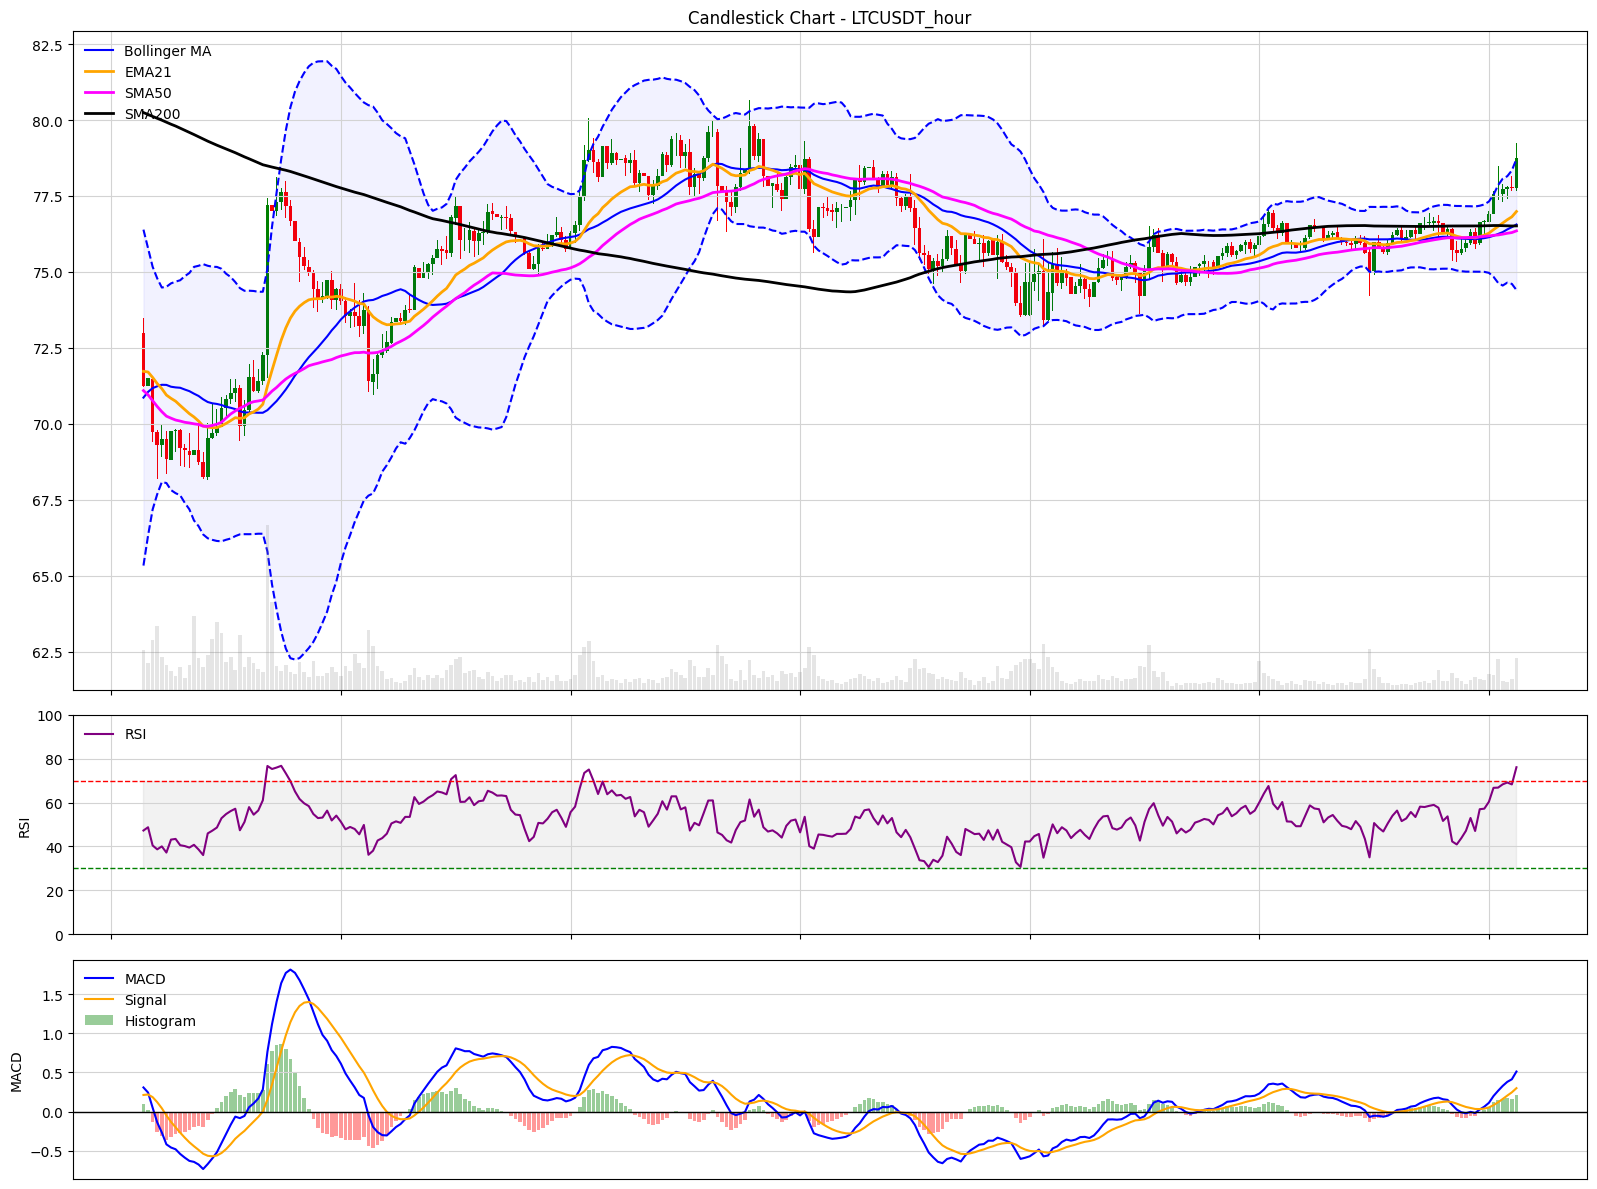 Candlestick Chart - LTCUSDT_hour
82.5
80.0
77.5
75.0
72.5
70.0
67.5
65.0
62.5
Bollinger MA
EMA21
SMA50
SMA200
100
80
60
40
20
0
RSI
RSI
1.5
1.0
0.5
0.0
−0.5
MACD
MACD
Signal
Histogram